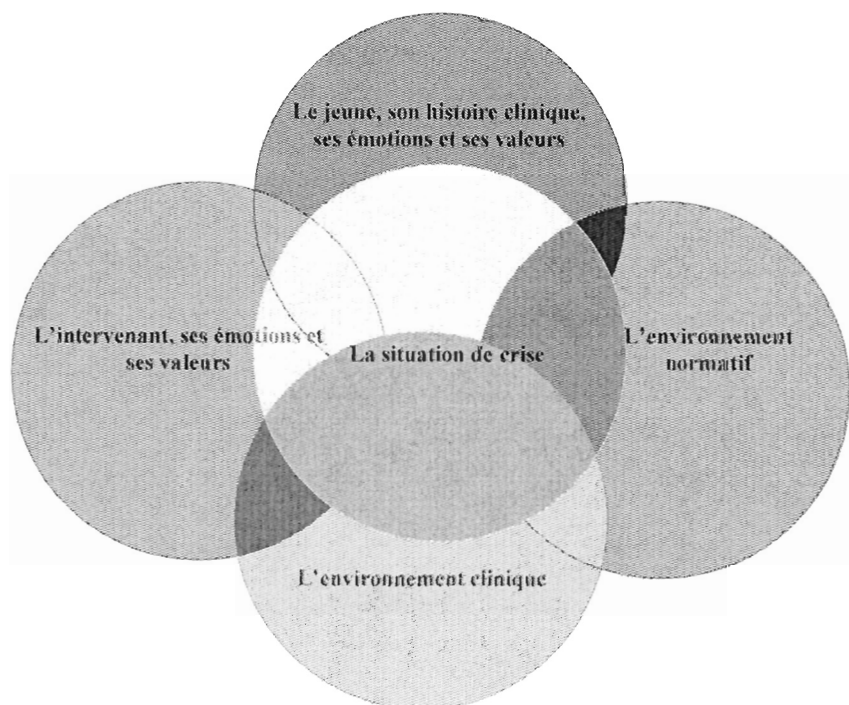 Le jeune, son histoire clinique,
ses émotions et ses valeurs
L'intervenant, ses émotions et
ses valeurs
La situation de crise
L'environnement
normatif
L'environnement clinique